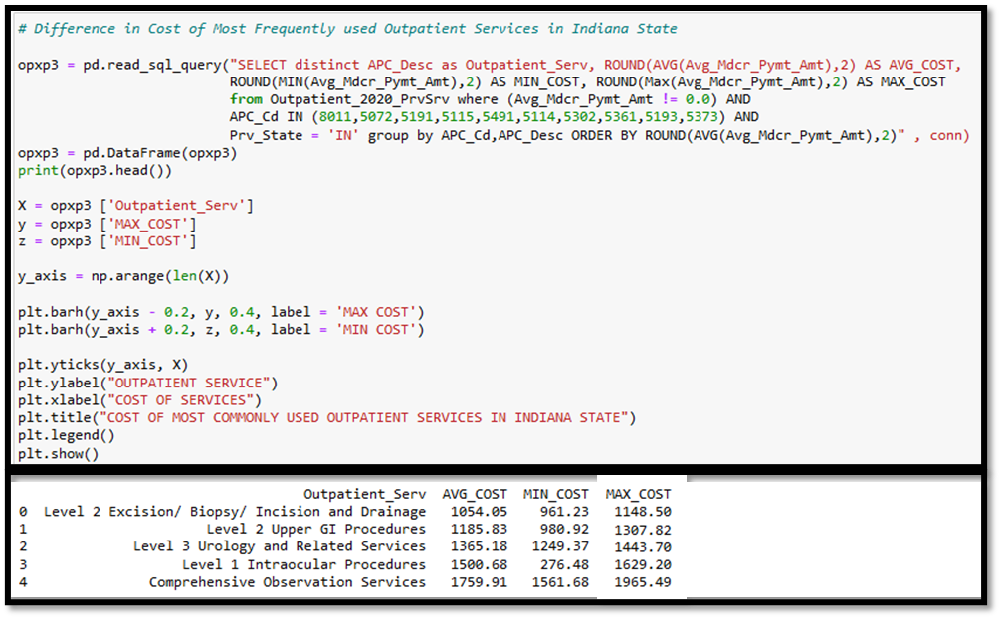 # Difference in Cost of Most Frequently used Outpatient Services in Indiana State
opxp3 = pd.read_sql_query("SELECT distinct APC_Desc as Outpatient_Serv, ROUND(AVG(Avg_Mdcr_Pymt_Amt),2) AS AVG_COST,
ROUND(MIN(Avg_Mdcr_Pymt_Amt),2) AS MIN_COST, ROUND(Max(Avg_Mdcr_Pymt_Amt),2) AS MAX_COST
from Outpatient_2020_PrvSrv where (Avg_Mdcr_Pymt_Amt != 0.0) AND
APC_Cd IN (8011,5072,5191,5115,5491,5114,5302,5361,5193,5373) AND
Prv_State = 'IN' group by APC_Cd,APC_Desc ORDER BY ROUND(AVG(Avg_Mdcr_Pymt_Amt),2)" , conn)
opxp3 = pd.DataFrame(opxp3)
print(opxp3.head())
X = opxp3 ['Outpatient_Serv']
y = opxp3 ['MAX_COST']
z = opxp3 ['MIN_COST']
y_axis = np.arange(len(X))
plt.barh(y_axis - 0.2, y, 0.4, label = 'MAX COST')
plt.barh(y_axis + 0.2, z, 0.4, label = 'MIN COST')
plt.yticks(y_axis, X)
plt.ylabel("OUTPATIENT SERVICE")
plt.xlabel("COST OF SERVICES")
plt.title("COST OF MOST COMMONLY USED OUTPATIENT SERVICES IN INDIANA STATE")
plt.legend()
plt.show()
Outpatient_Serv AVG_COST MIN_COST MAX_COST
0 Level 2 Excision/ Biopsy/ Incision and Drainage 1054.05 961.23 1148.50
1 Level 2 Upper GI Procedures 1185.83 980.92 1307.82
2 Level 3 Urology and Related Services 1365.18 1249.37 1443.70
3 Level 1 Intraocular Procedures 1500.68 276.48 1629.20
4 Comprehensive Observation Services 1759.91 1561.68 1965.49